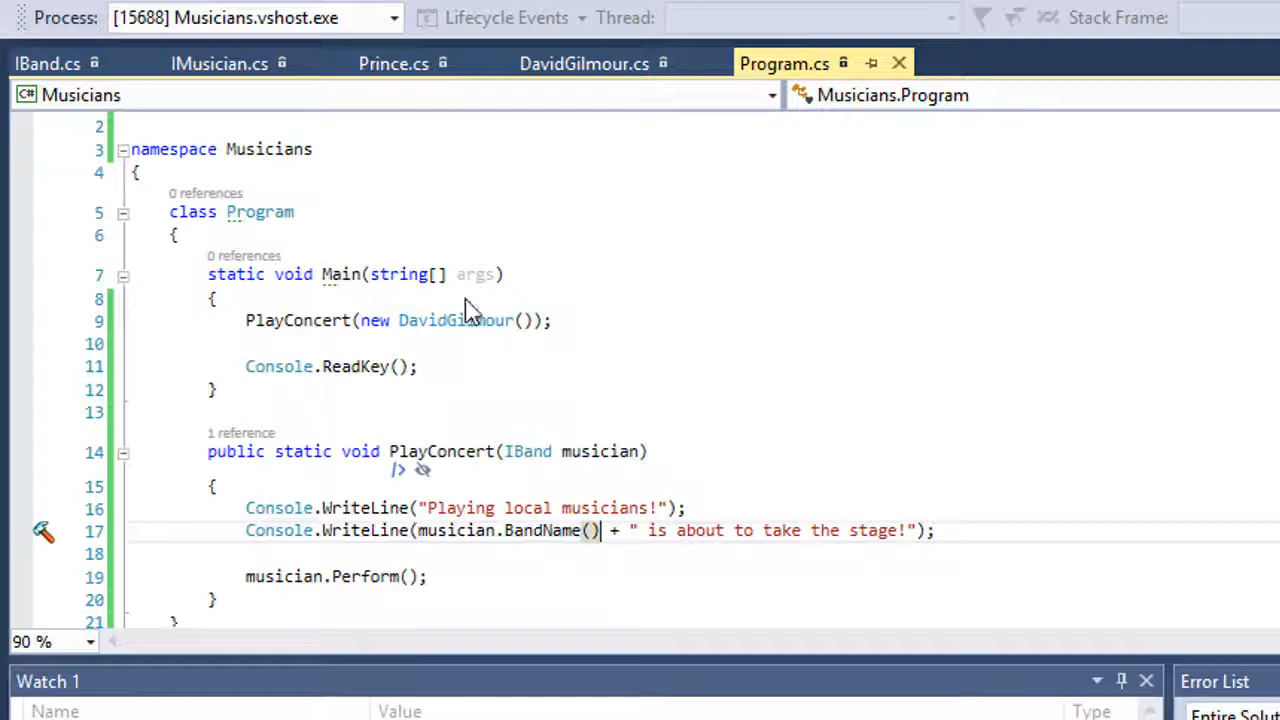 Process: [15688] Musicians.vshost.exe Lifecycle Events Thread: Stack Frame:
IBand.cs IMusician.cs Prince.cs DavidGilmour.cs Program.cs
C# Musicians Musicians.Program
2
3 namespace Musicians
4 {
0 references
5 class Program
6 {
0 references
7 static void Main(string[] args)
8 {
9 PlayConcert(new DavidGilmour());
10
11 Console.ReadKey();
12 }
13
1 reference
14 public static void PlayConcert(IBand musician)
/>
15 {
16 Console.WriteLine("Playing local musicians!");
17 Console.WriteLine(musician.BandName() + " is about to take the stage!");
18
19 musician.Perform();
20 }
21 }
90 %
Watch 1 Error List
Name Value Type Entire Solut